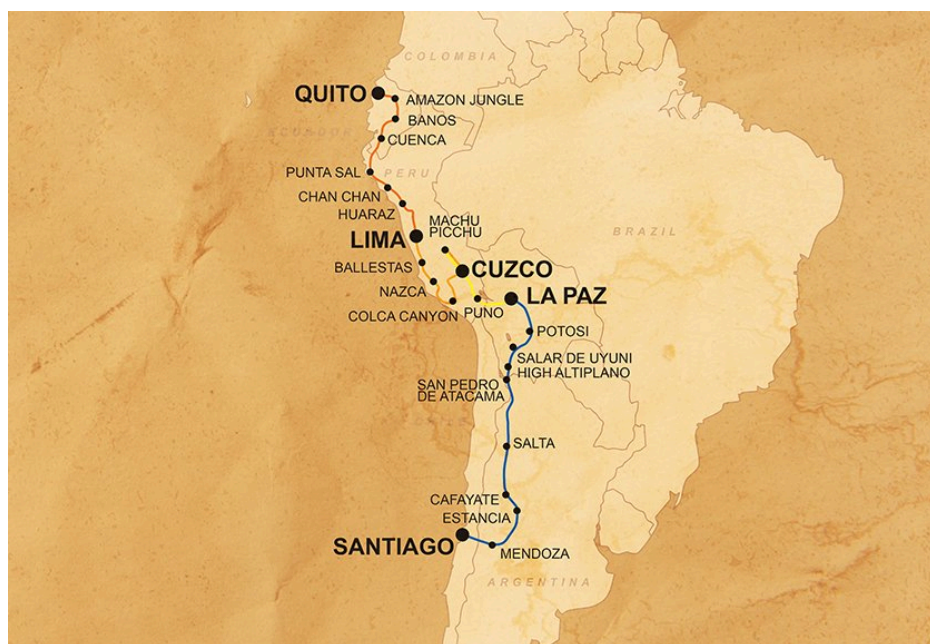 COLOMBIA
QUITO
AMAZON JUNGLE
BANOS
ECUADOR
CUENCA
PUNTA SAL
PERU
CHAN CHAN
HUARAZ
MACHU
PICCHU
BRAZIL
LIMA
BALLESTAS
CUZCO
NAZCA
LA PAZ
COLCA CANYON
PUNO
POTOSI
SALAR DE UYUNI
HIGH ALTIPLANO
SAN PEDRO
DE ATACAMA
CHILE
SALTA
CAFAYATE
ESTANCIA
SANTIAGO
MENDOZA
ARGENTINA